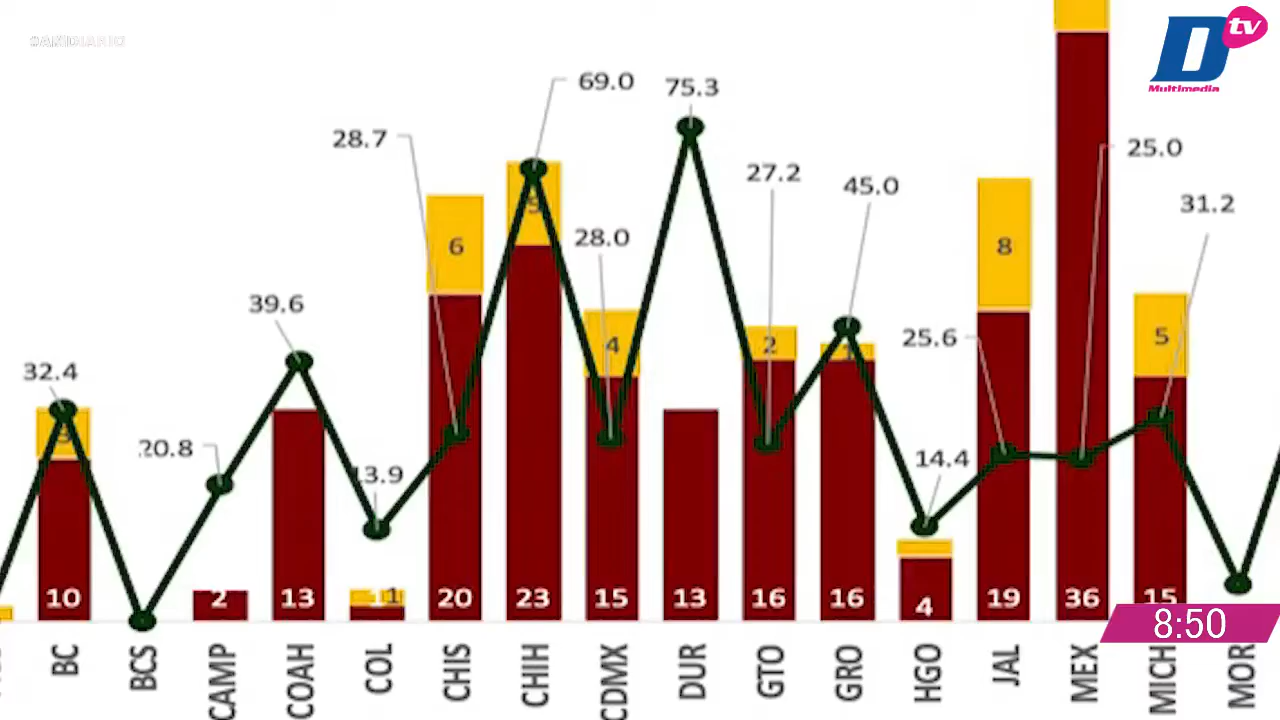 D tv
Multimedia
69.0
75.3
28.7
25.0
27.2
45.0
31.2
28.0
6
8
39.6
4
2
1
25.6
5
32.4
20.8
13.9
14.4
10
2
13
1
20
23
15
13
16
16
4
19
36
15
8:50
BC
BCS
CAMP
COAH
COL
CHIS
CHIH
CDMX
DUR
GTO
GRO
HGO
JAL
MEX
MICH
MOR